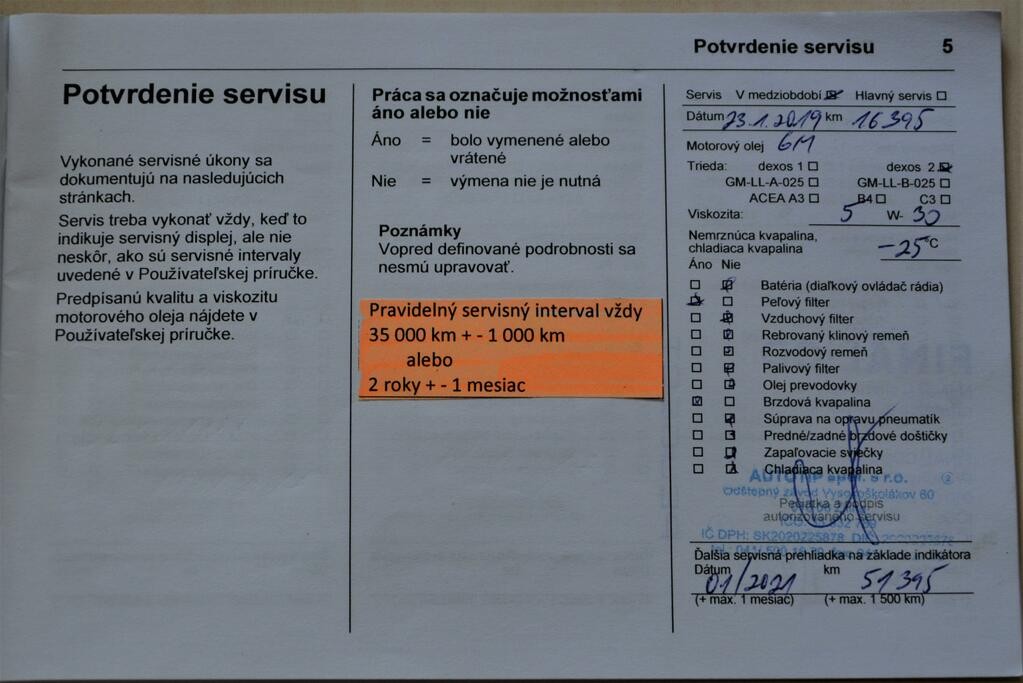 Potvrdenie servisu 5
Potvrdenie servisu
Vykonané servisné úkony sa
dokumentujú na nasledujúcich
stránkach.
Servis treba vykonať vždy, keď to
indikuje servisný displej, ale nie
neskôr, ako sú servisné intervaly
uvedené v Používateľskej príručke.
Predpísanú kvalitu a viskozitu
motorového oleja nájdete v
Používateľskej príručke.
Práca sa označuje možnosťami
áno alebo nie
Áno = bolo vymenené alebo
vrátené
Nie = výmena nie je nutná
Poznámky
Vopred definované podrobnosti sa
nesmú upravovať.
Pravidelný servisný interval vždy
35 000 km + - 1 000 km
alebo
2 roky + - 1 mesiac
Servis V medziobdobí Hlavný servis
Dátum 23.1.2019 km 16395
Motorový olej GM
Trieda: dexos 1 dexos 2
GM-LL-A-025 GM-LL-B-025
ACEA A3 B4 C3
Viskozita: 5 W- 30
Nemrznúca kvapalina,
chladiaca kvapalina -25 °C
Áno Nie
Batéria (diaľkový ovládač rádia)
Peľový filter
Vzduchový filter
Rebrovaný klinový remeň
Rozvodový remeň
Palivový filter
Olej prevodovky
Brzdová kvapalina
Súprava na opravu pneumatík
Predné/zadné brzdové doštičky
Zapaľovacie sviečky
Chladiaca kvapalina
spol. s r.o.
Odštepný závod Vysokoškolákov 60
Pečiatka a podpis
autorizovaného servisu
IČ DPH: SK2020225878
Ďalšia servisná prehliadka na základe indikátora
Dátum 01/2021 km 51395
(+ max. 1 mesiac) (+ max. 1 500 km)